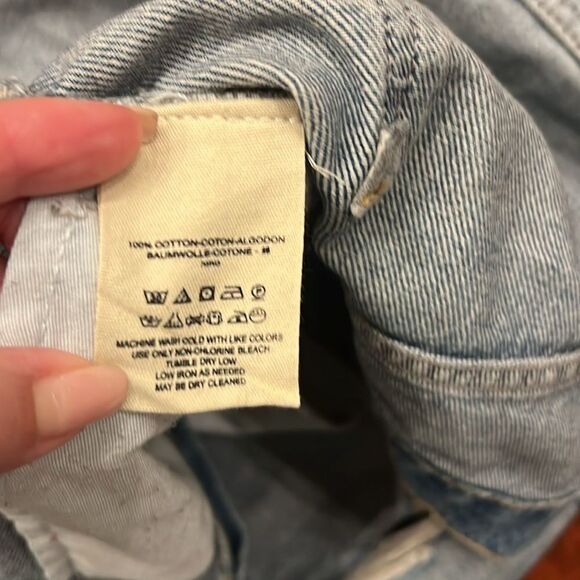 100% COTTON-COTON-ALGODON
BAUMWOLLE-COTONE -
MACHINE WASH COLD WITH LIKE COLORS
USE ONLY NON-CHLORINE BLEACH
TUMBLE DRY LOW
LOW IRON AS NEEDED
MAY BE DRY CLEANED